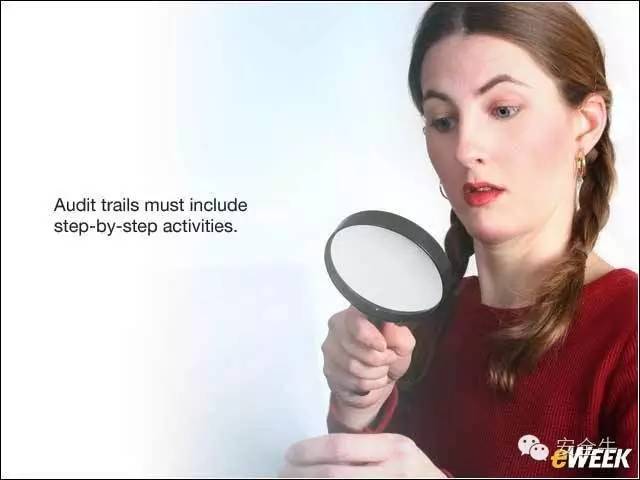 Audit trails must include
step-by-step activities.
安全牛
eWEEK